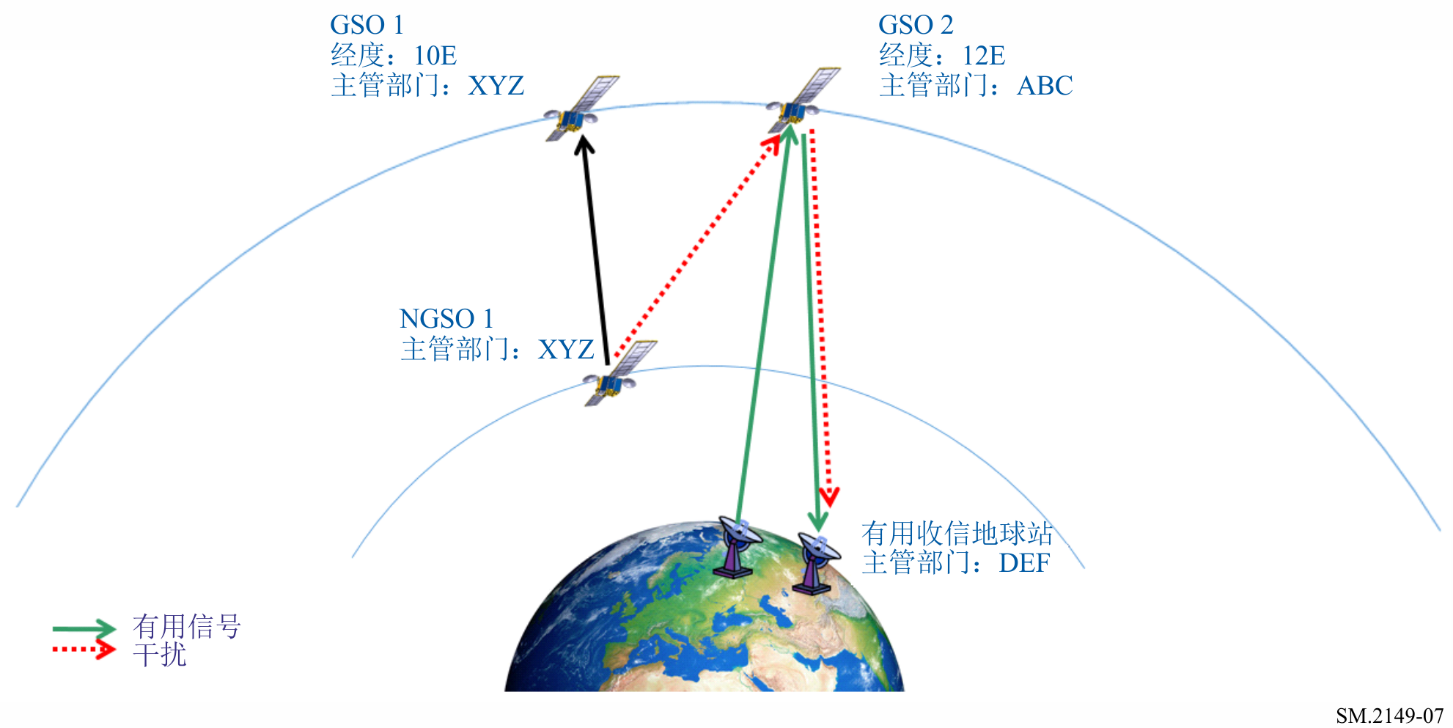 GSO 1
经度：10E
主管部门：XYZ
GSO 2
经度：12E
主管部门：ABC
NGSO 1
主管部门：XYZ
有用收信地球站
主管部门：DEF
有用信号
干扰
SM.2149-07